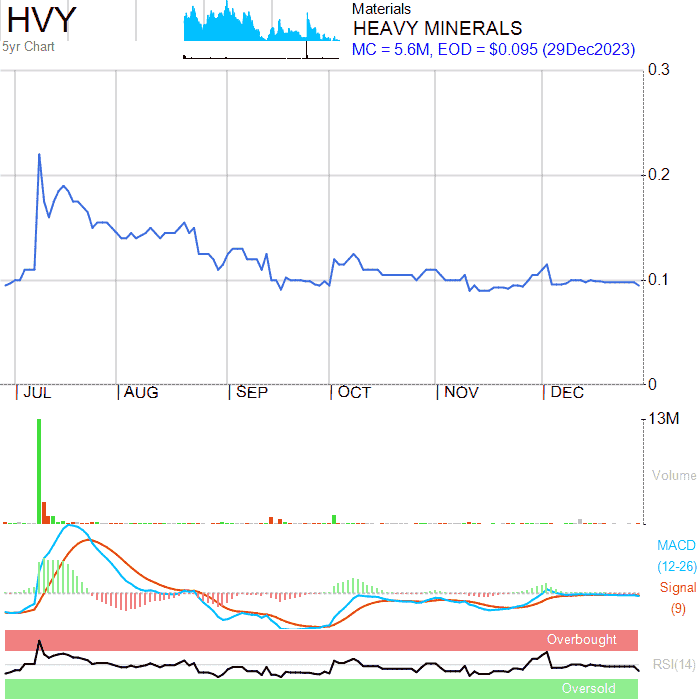 HVY
5yr Chart
Materials
HEAVY MINERALS
MC = 5.6M, EOD = $0.095 (29Dec2023)
0.3
0.2
0.1
0
JUL AUG SEP OCT NOV DEC
13M
Volume
MACD
(12-26)
Signal
(9)
Overbought
RSI(14)
Oversold